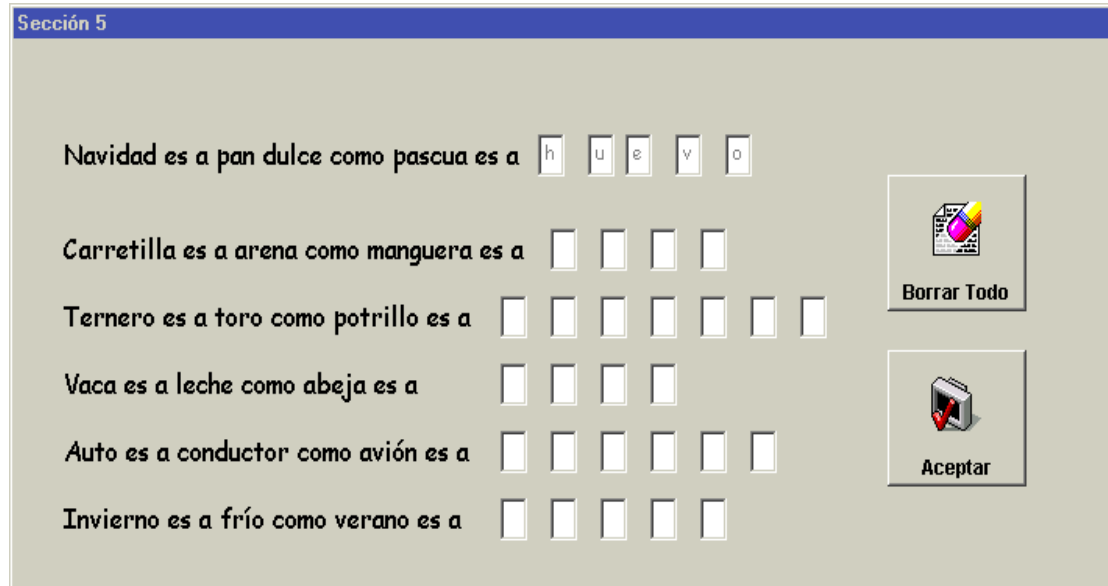 Sección 5
Navidad es a pan dulce como pascua es a h u e v o
Carretilla es a arena como manguera es a
Borrar Todo
Ternero es a toro como potrillo es a
Vaca es a leche como abeja es a
Auto es a conductor como avión es a
Aceptar
Invierno es a frío como verano es a